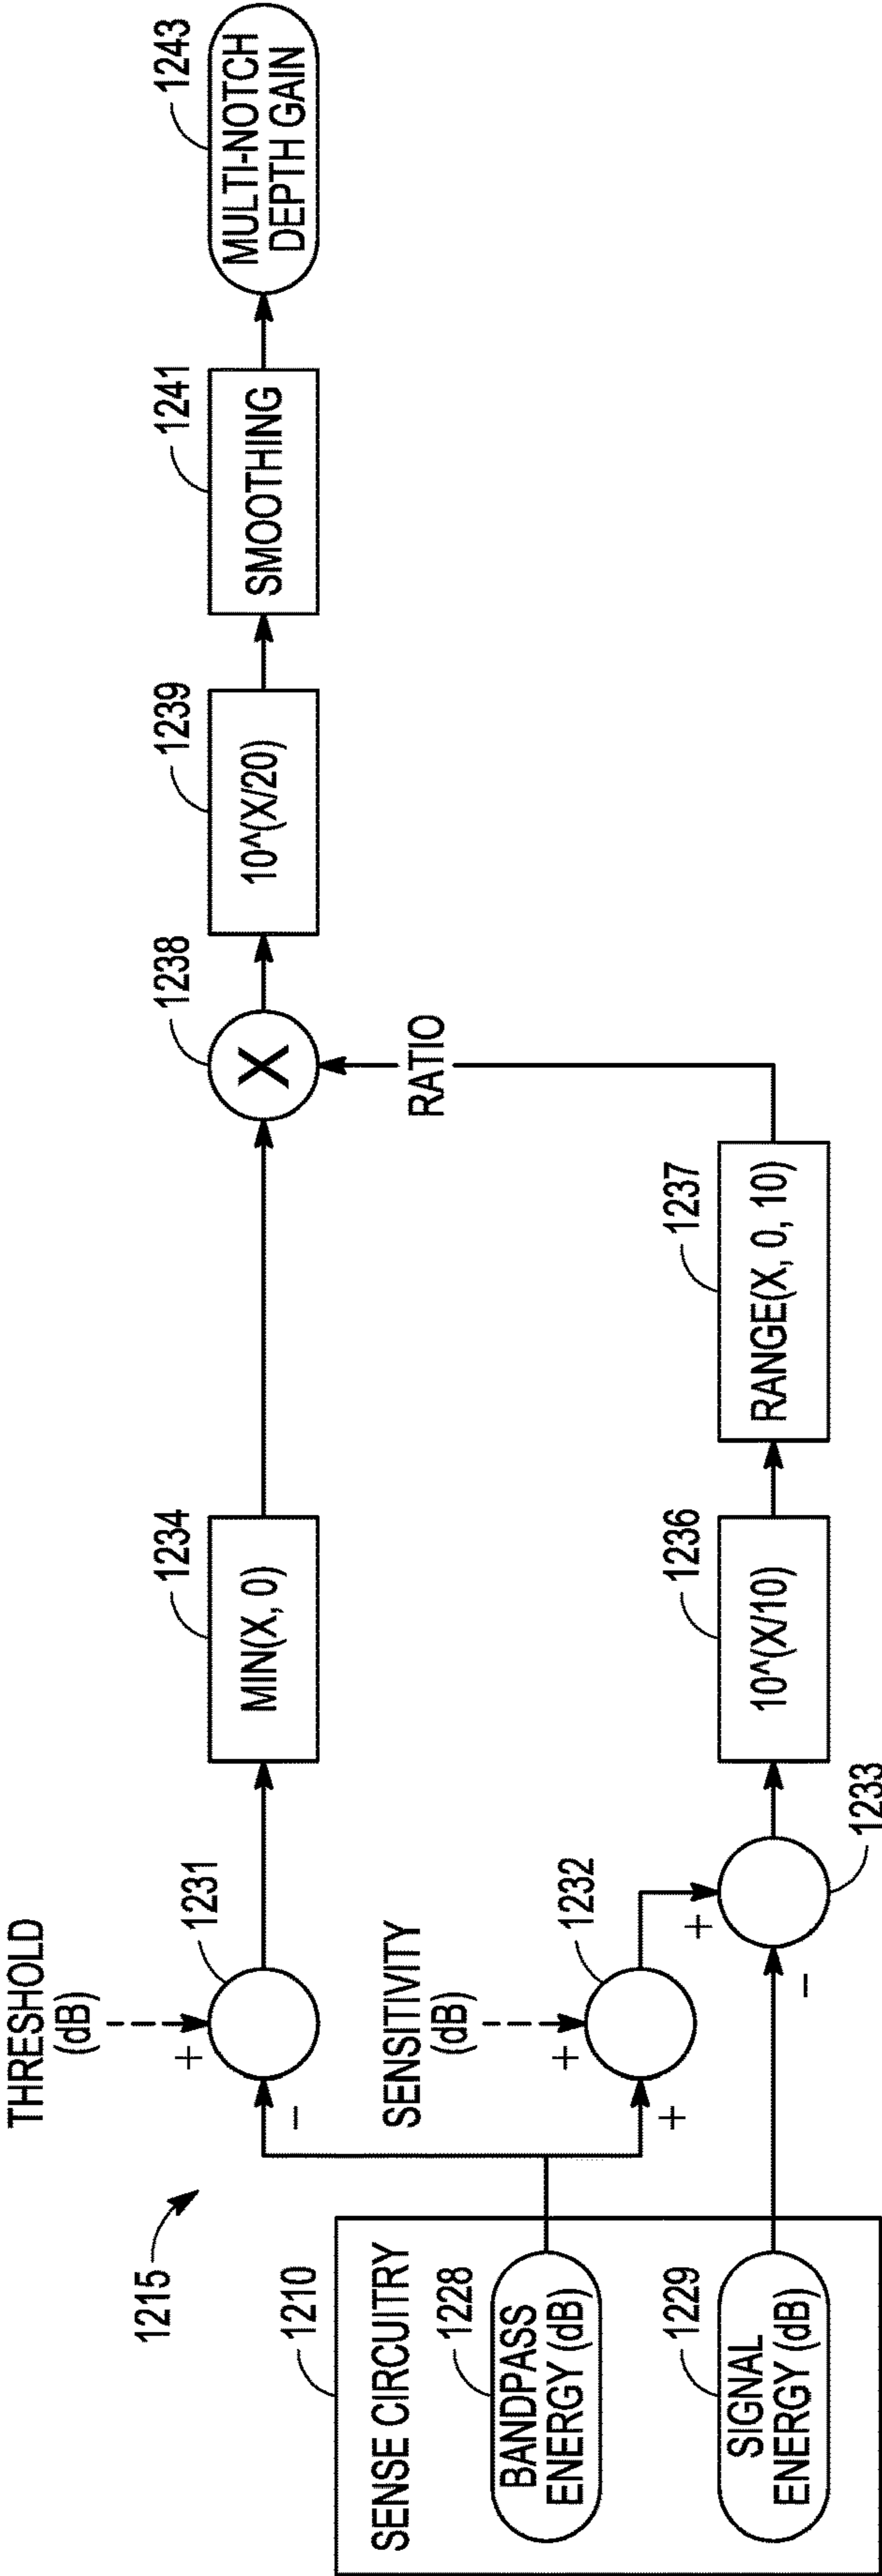 1215
THRESHOLD
(dB)
+
-
1231
MIN(X, 0)
1234
X
1238
10^(X/20)
1239
SMOOTHING
1241
MULTI-NOTCH
DEPTH GAIN
1243
1210
SENSE CIRCUITRY
BANDPASS
ENERGY (dB)
1228
SIGNAL
ENERGY (dB)
1229
SENSITIVITY
(dB)
+
+
1232
+
-
1233
10^(X/10)
1236
RANGE(X, 0, 10)
1237
RATIO